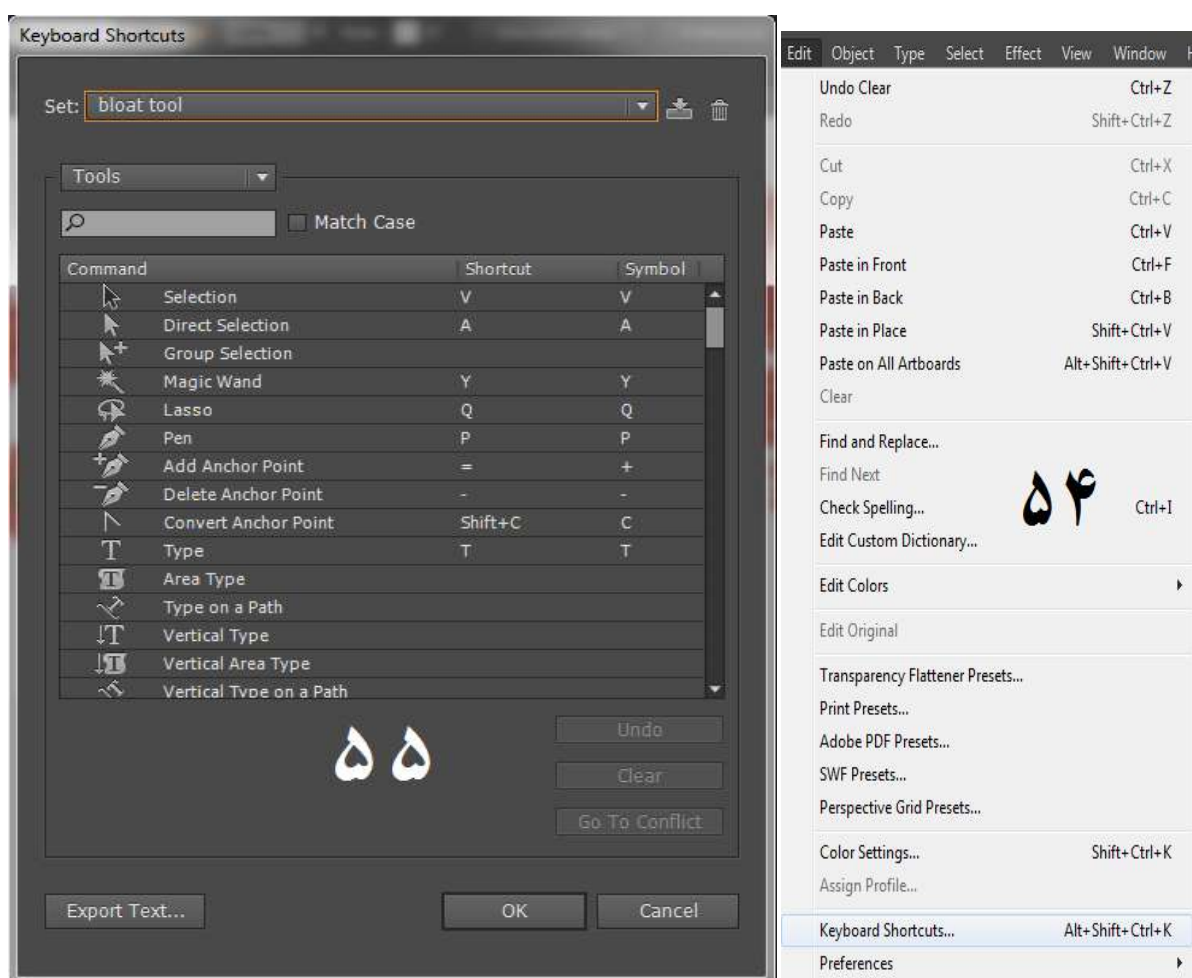 Keyboard Shortcuts
Set: bloat tool
Tools
Match Case
Command Shortcut Symbol
Selection V V
Direct Selection A A
Group Selection
Magic Wand Y Y
Lasso Q Q
Pen P P
Add Anchor Point = +
Delete Anchor Point - -
Convert Anchor Point Shift+C C
Type T T
Area Type
Type on a Path
Vertical Type
Vertical Area Type
Vertical Type on a Path
۵۵
Undo
Clear
Go To Conflict
Export Text...
OK
Cancel
Edit Object Type Select Effect View Window H
Undo Clear Ctrl+Z
Redo Shift+Ctrl+Z
Cut Ctrl+X
Copy Ctrl+C
Paste Ctrl+V
Paste in Front Ctrl+F
Paste in Back Ctrl+B
Paste in Place Shift+Ctrl+V
Paste on All Artboards Alt+Shift+Ctrl+V
Clear
Find and Replace...
Find Next
۵۴
Check Spelling... Ctrl+I
Edit Custom Dictionary...
Edit Colors
Edit Original
Transparency Flattener Presets...
Print Presets...
Adobe PDF Presets...
SWF Presets...
Perspective Grid Presets...
Color Settings... Shift+Ctrl+K
Assign Profile...
Keyboard Shortcuts... Alt+Shift+Ctrl+K
Preferences